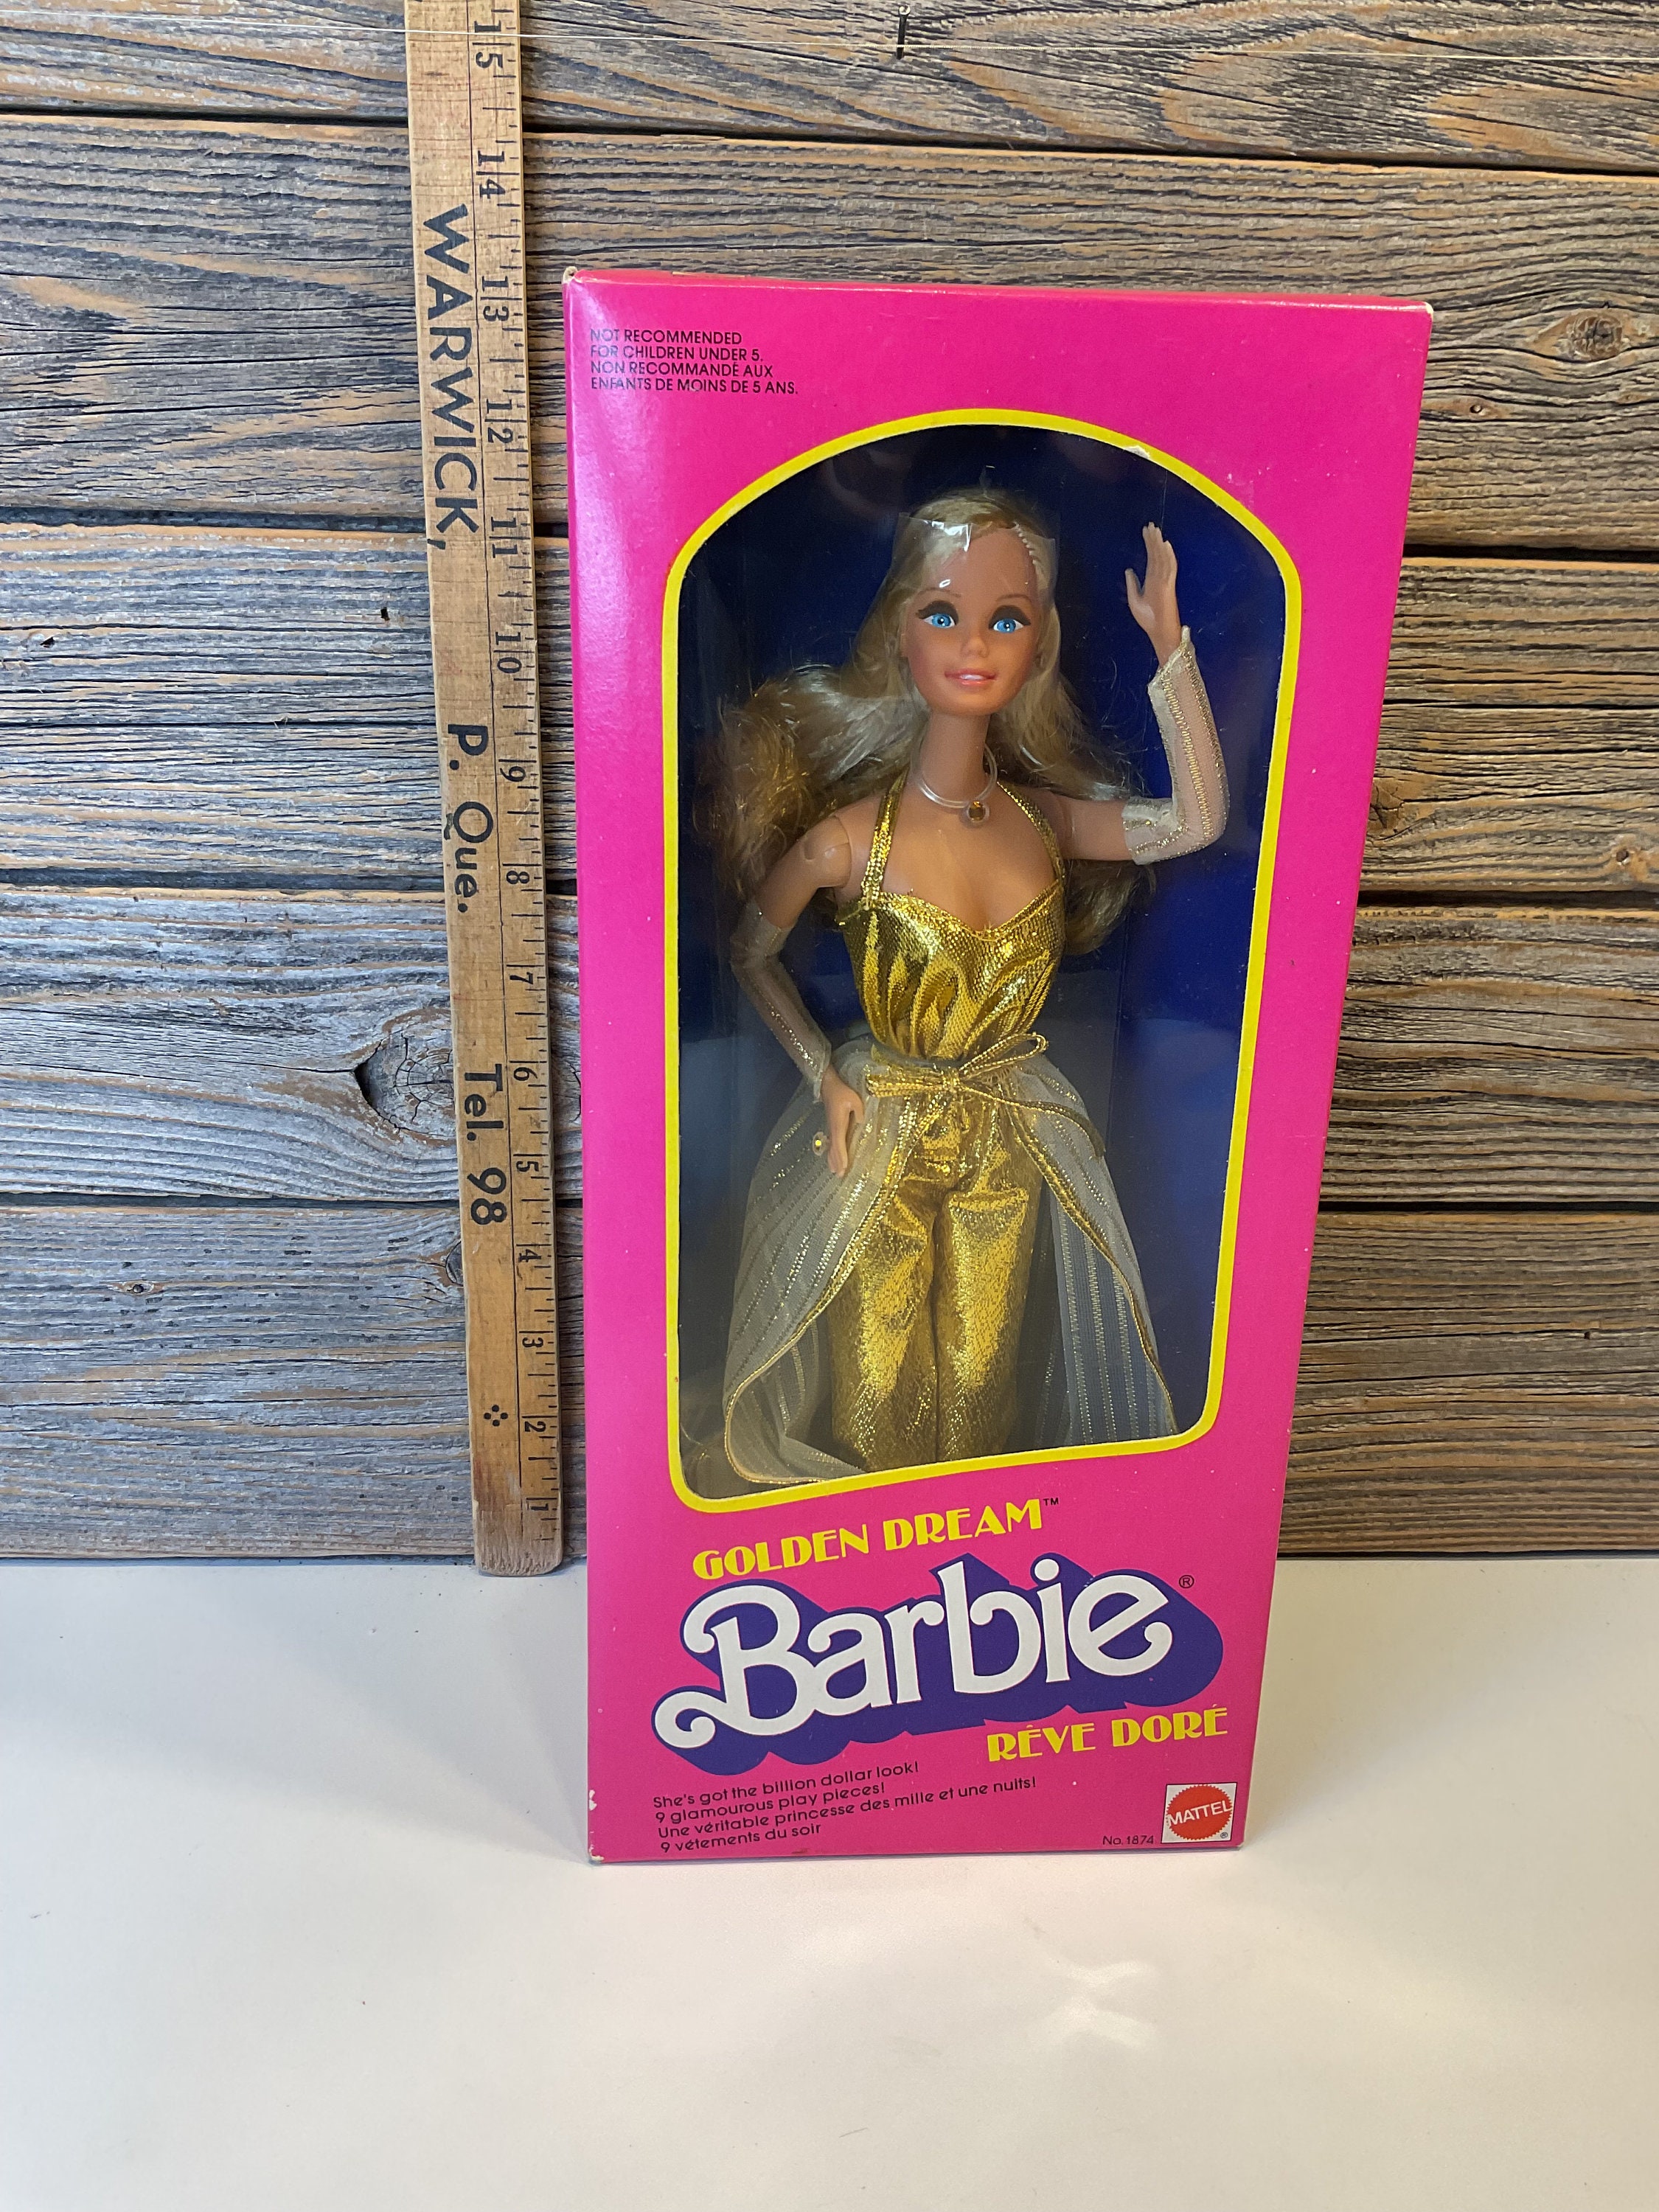 15
14
13
12
11
10
9
8
7
6
5
4
3
2
1
WARWICK, P. Que. Tel. 98
NOT RECOMMENDED
FOR CHILDREN UNDER 5.
NON RECOMMANDÉ AUX
ENFANTS DE MOINS DE 5 ANS.
GOLDEN DREAM™
Barbie®
RÊVE DORÉ
She's got the billion dollar look!
9 glamourous play pieces!
Une véritable princesse des mille et une nuits!
9 vêtements du soir
No. 1874
MATTEL®